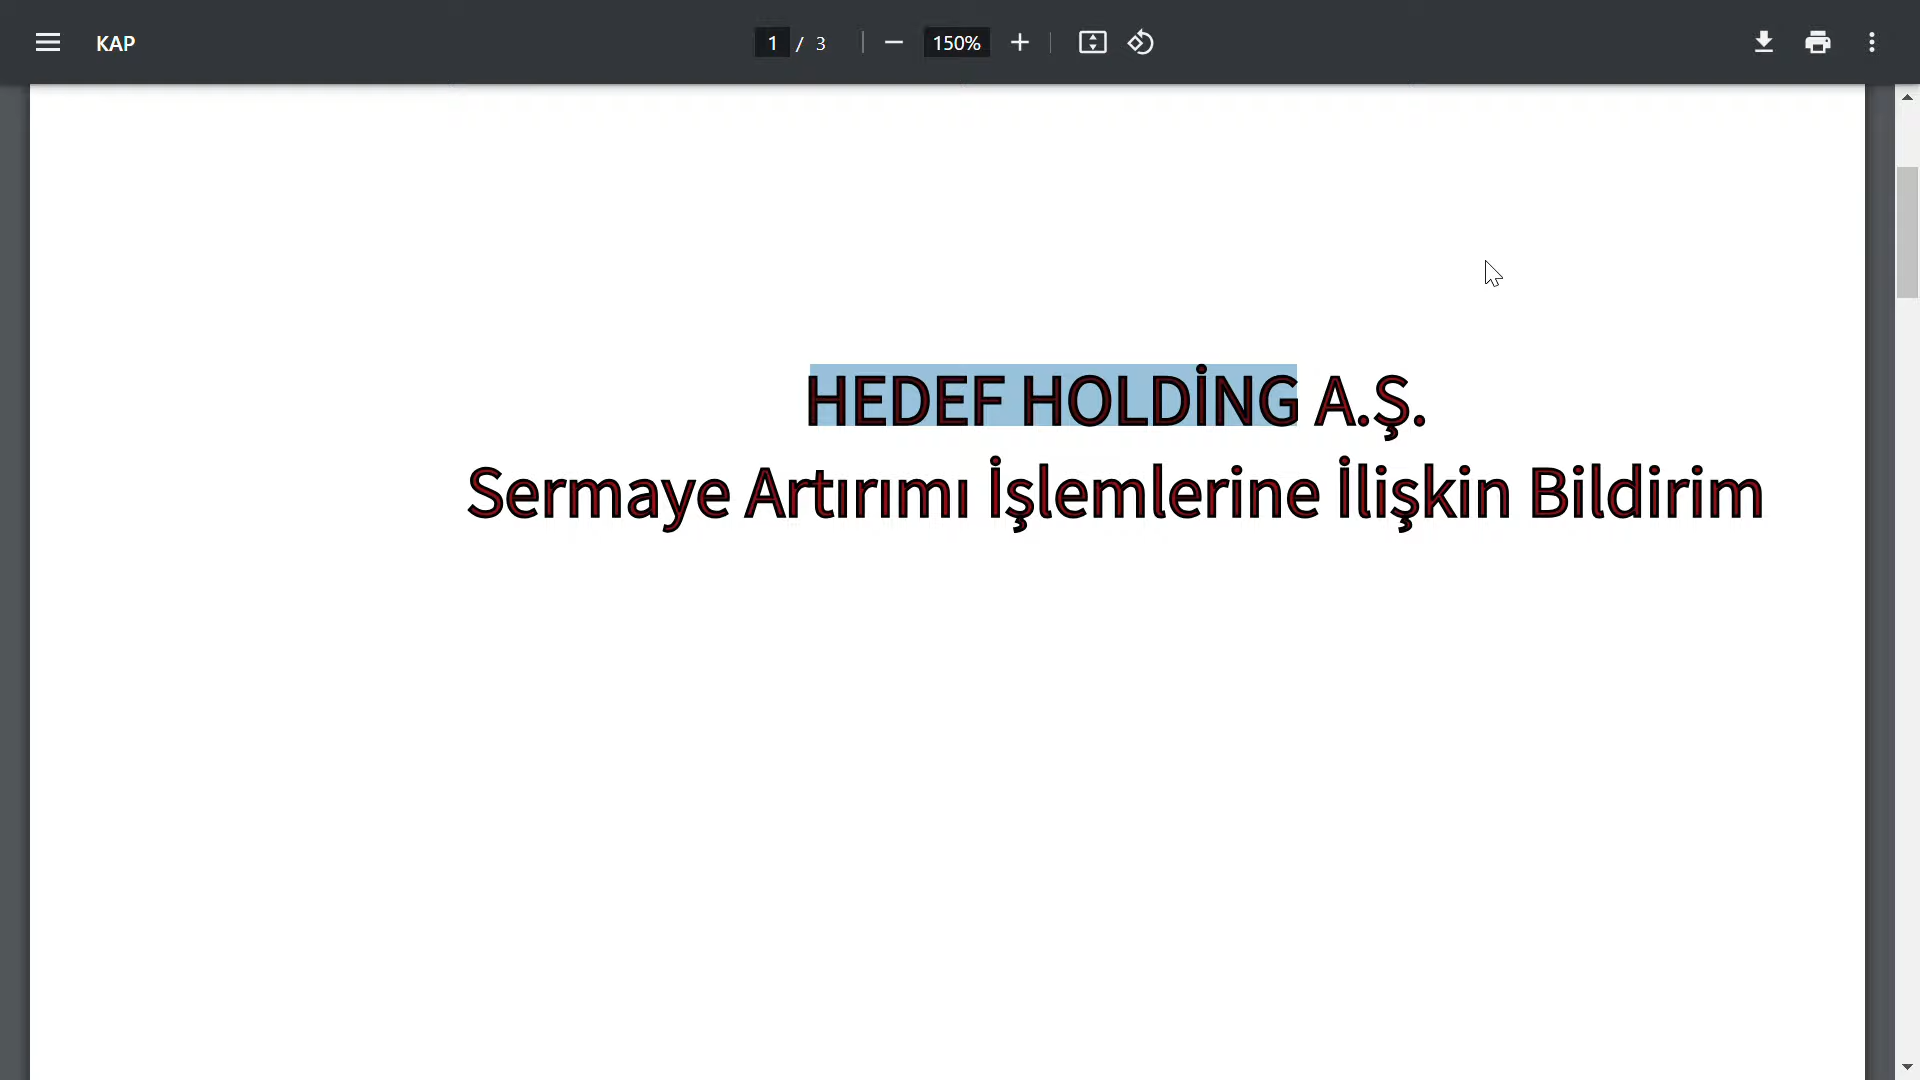 KAP
1 / 3
150%
HEDEF HOLDİNG A.Ş.
Sermaye Artırımı İşlemlerine İlişkin Bildirim